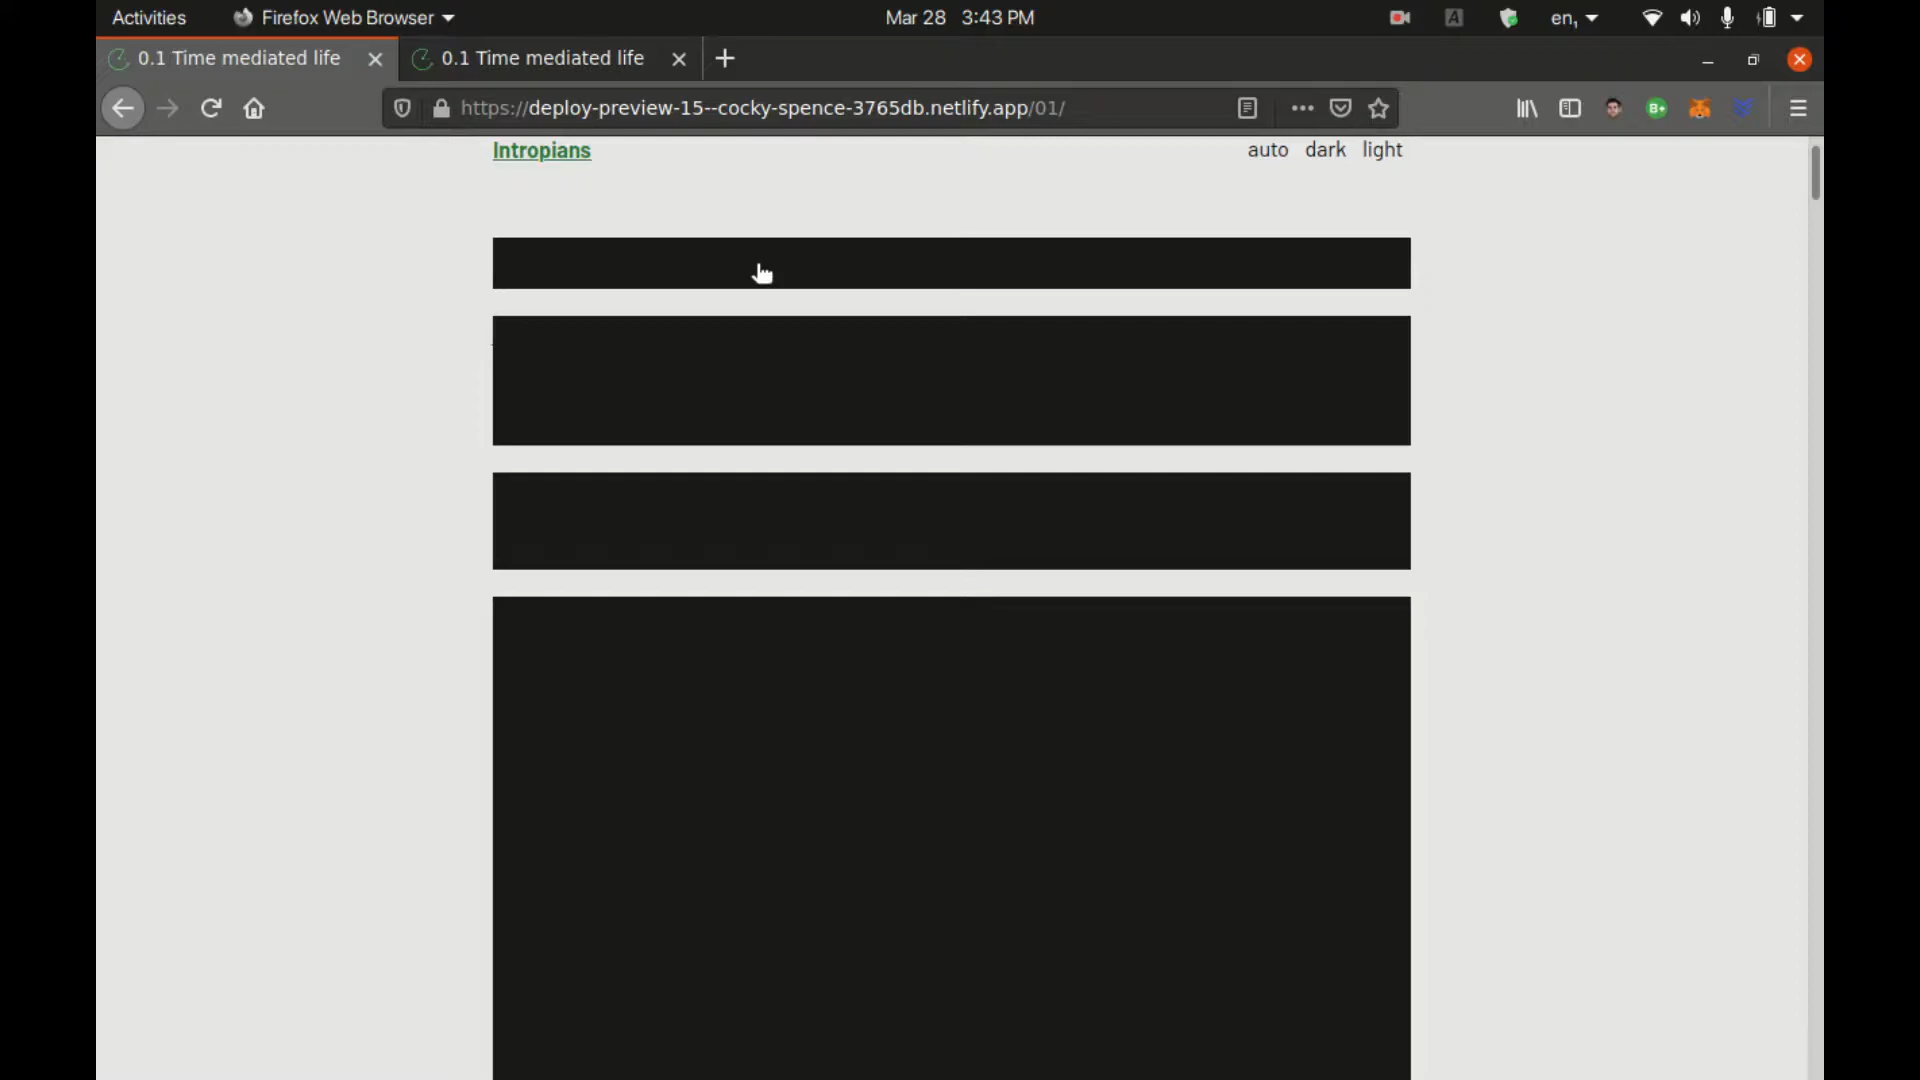 Activities Firefox Web Browser Mar 28 3:43 PM en,
0.1 Time mediated life 0.1 Time mediated life
https://deploy-preview-15--cocky-spence-3765db.netlify.app/01/ B+
Intropians auto dark light